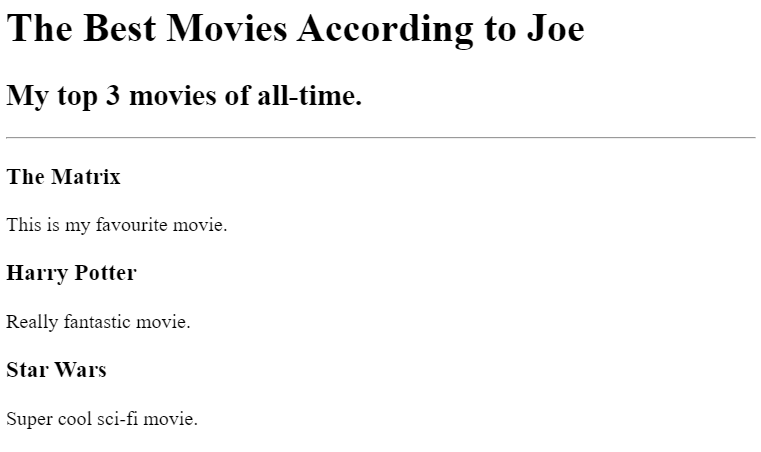 The Best Movies According to Joe
My top 3 movies of all-time.
The Matrix
This is my favourite movie.
Harry Potter
Really fantastic movie.
Star Wars
Super cool sci-fi movie.